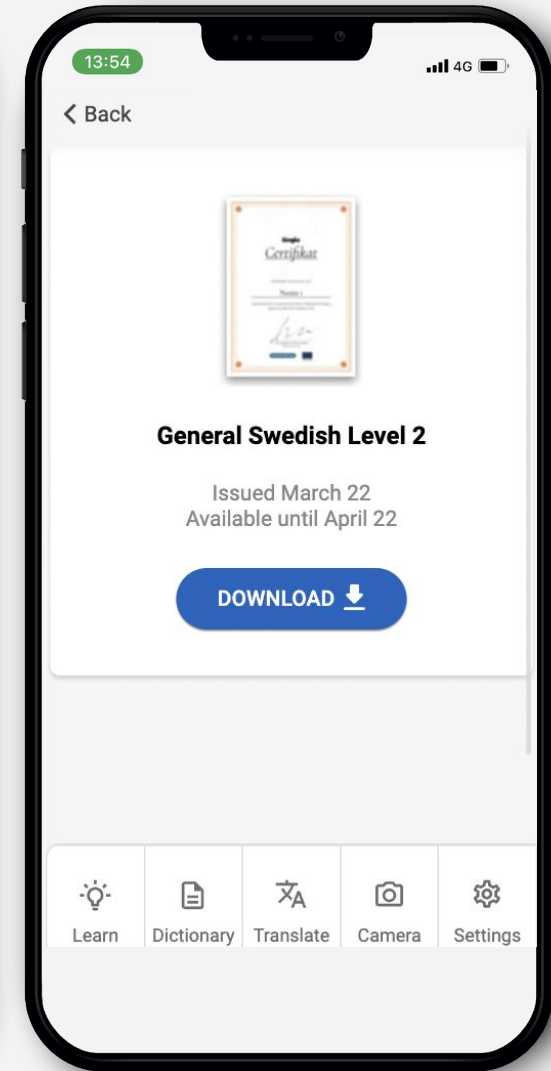 13:54
4G
Back
Certifikat
General Swedish Level 2
Issued March 22
Available until April 22
DOWNLOAD
Learn
Dictionary
Translate
Camera
Settings